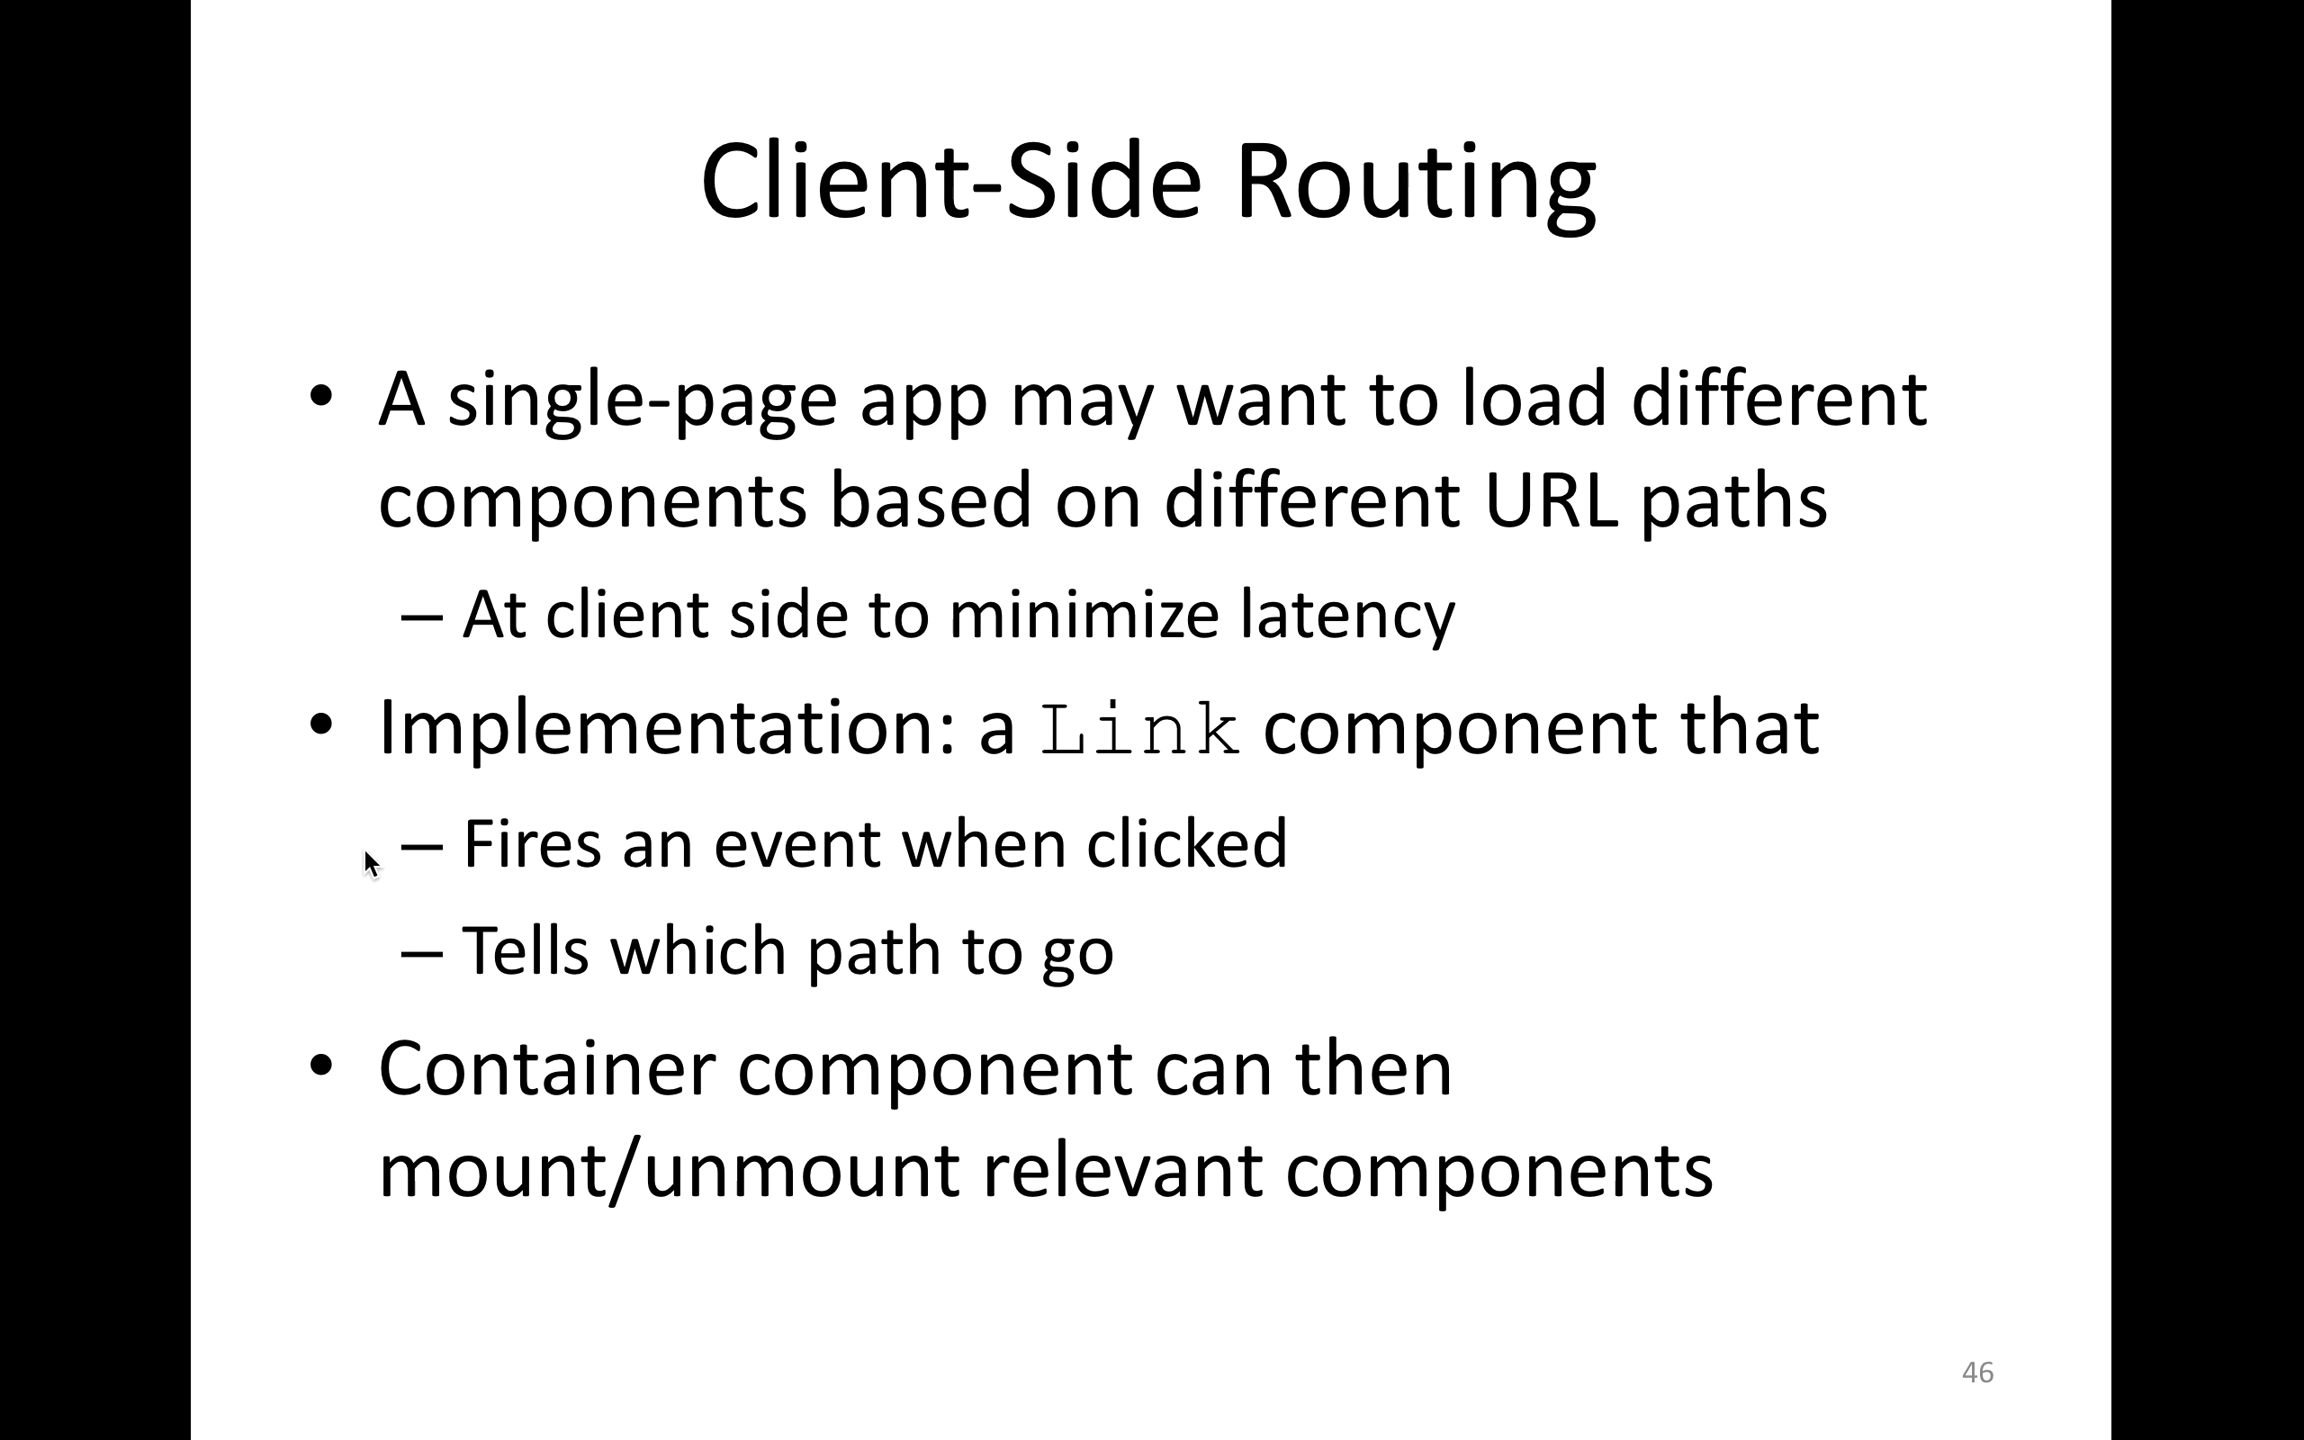 Client-Side Routing
• A single-page app may want to load different
components based on different URL paths
– At client side to minimize latency
• Implementation: a Link component that
– Fires an event when clicked
– Tells which path to go
• Container component can then
mount/unmount relevant components
46